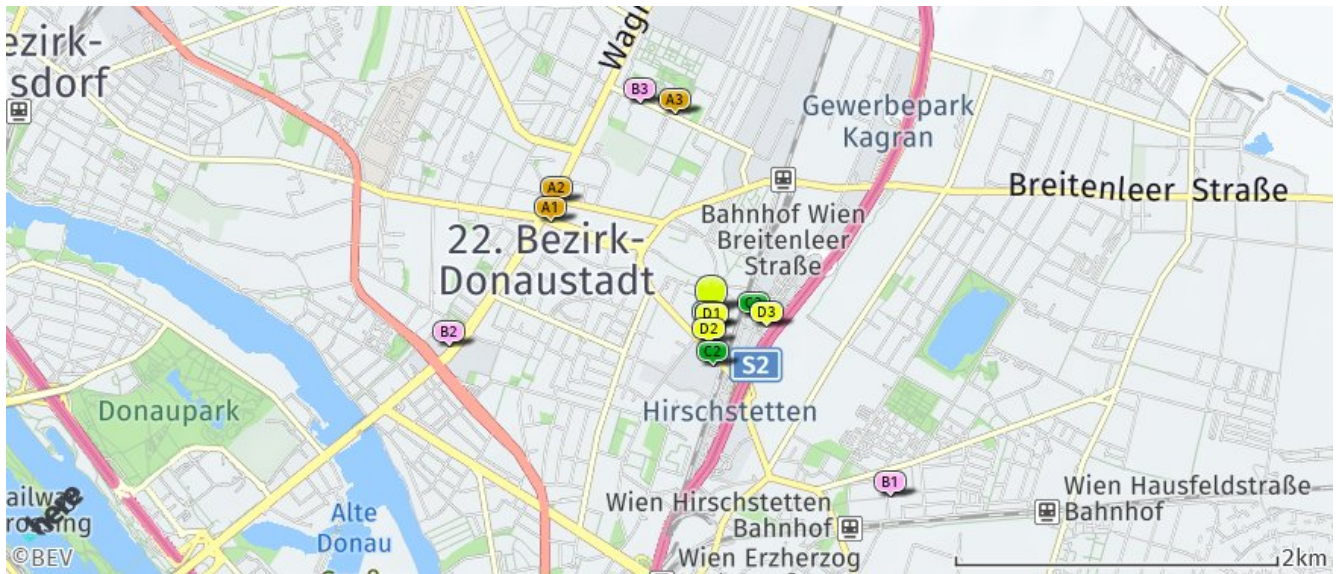 ezirk-
sdorf
Wagr
B3
A3
Gewerbepark
Kagran
A2
A1
Breitenleer Straße
22. Bezirk-
Donaustadt
Bahnhof Wien
Breitenleer
Straße
D1
D3
D2
B2
C2
S2
Donaupark
Hirschstetten
B1
Wien Hirschstetten
Bahnhof
Wien Hausfeldstraße
Bahnhof
Alte
Donau
here
©BEV
Wien Erzherzog
2km